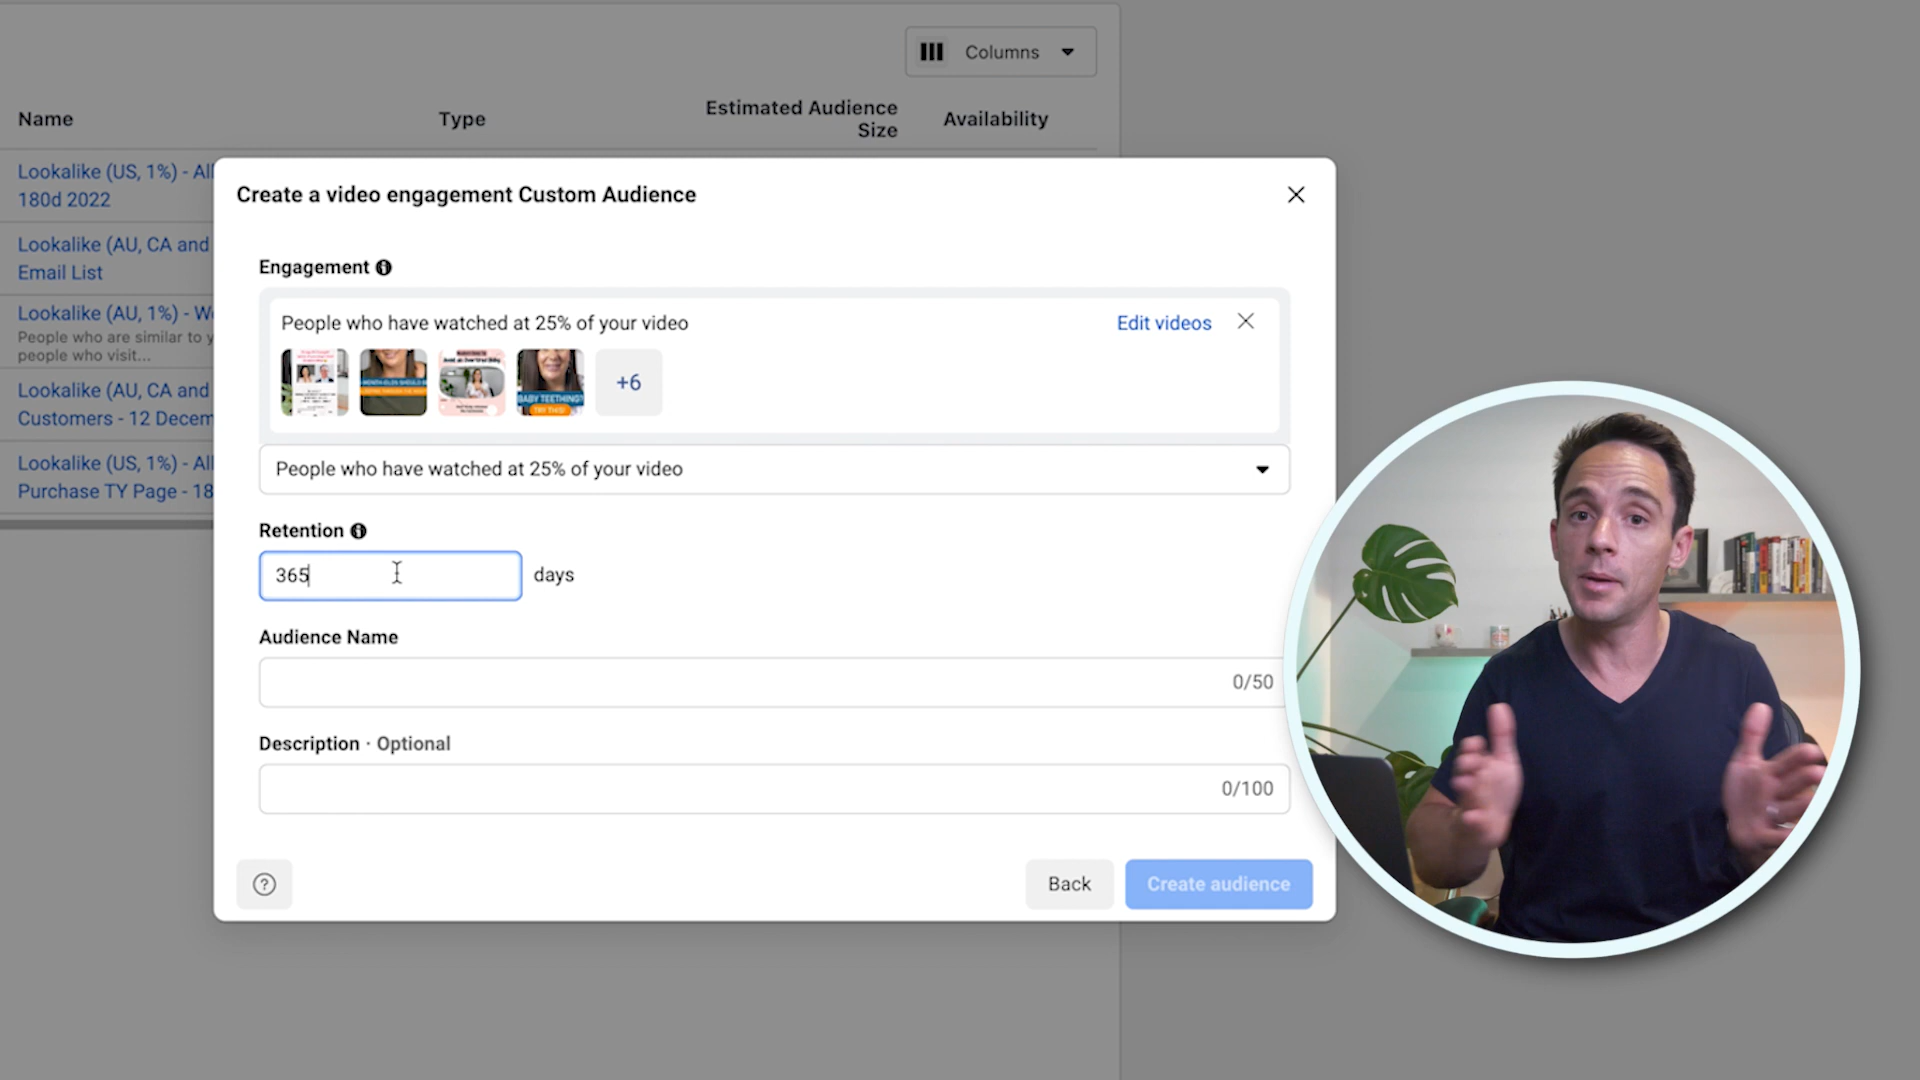 Columns
Name
Type
Estimated Audience
Size
Availability
Lookalike (US, 1%) - All
180d 2022
Lookalike (AU, CA and
Email List
Lookalike (AU, 1%) - We
People who are similar to y
people who visit...
Lookalike (AU, CA and
Customers - 12 Decem
Lookalike (US, 1%) - All
Purchase TY Page - 18
Create a video engagement Custom Audience
Engagement
People who have watched at 25% of your video
Edit videos
BABY TEETHING?
TRY THIS!
+6
People who have watched at 25% of your video
Retention
365
days
Audience Name
0/50
Description · Optional
0/100
?
Back
Create audience